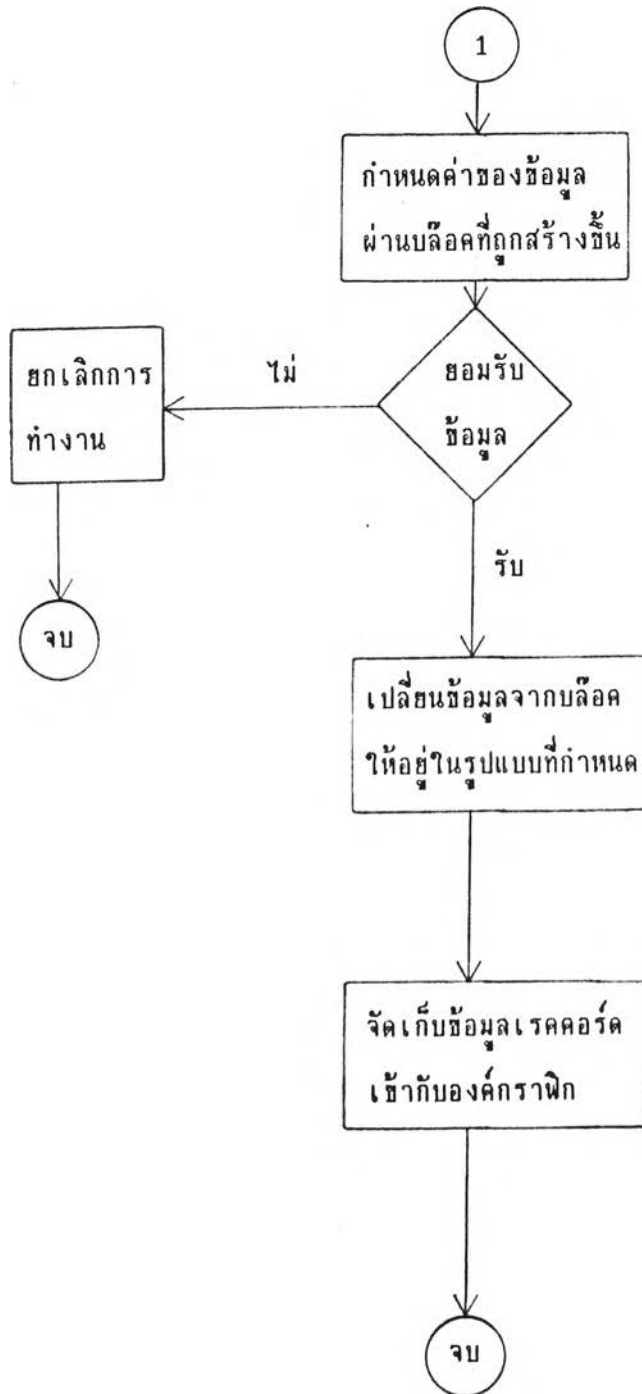 1
กำหนดค่าของข้อมูล
ผ่านบล๊อคที่ถูกสร้างขึ้น
ยอมรับ
ข้อมูล
ไม่
ยกเลิกการ
ทำงาน
จบ
รับ
เปลี่ยนข้อมูลจากบล๊อค
ให้อยู่ในรูปแบบที่กำหนด
จัดเก็บข้อมูลเรคคอร์ด
เข้ากับองค์กราฟิก
จบ